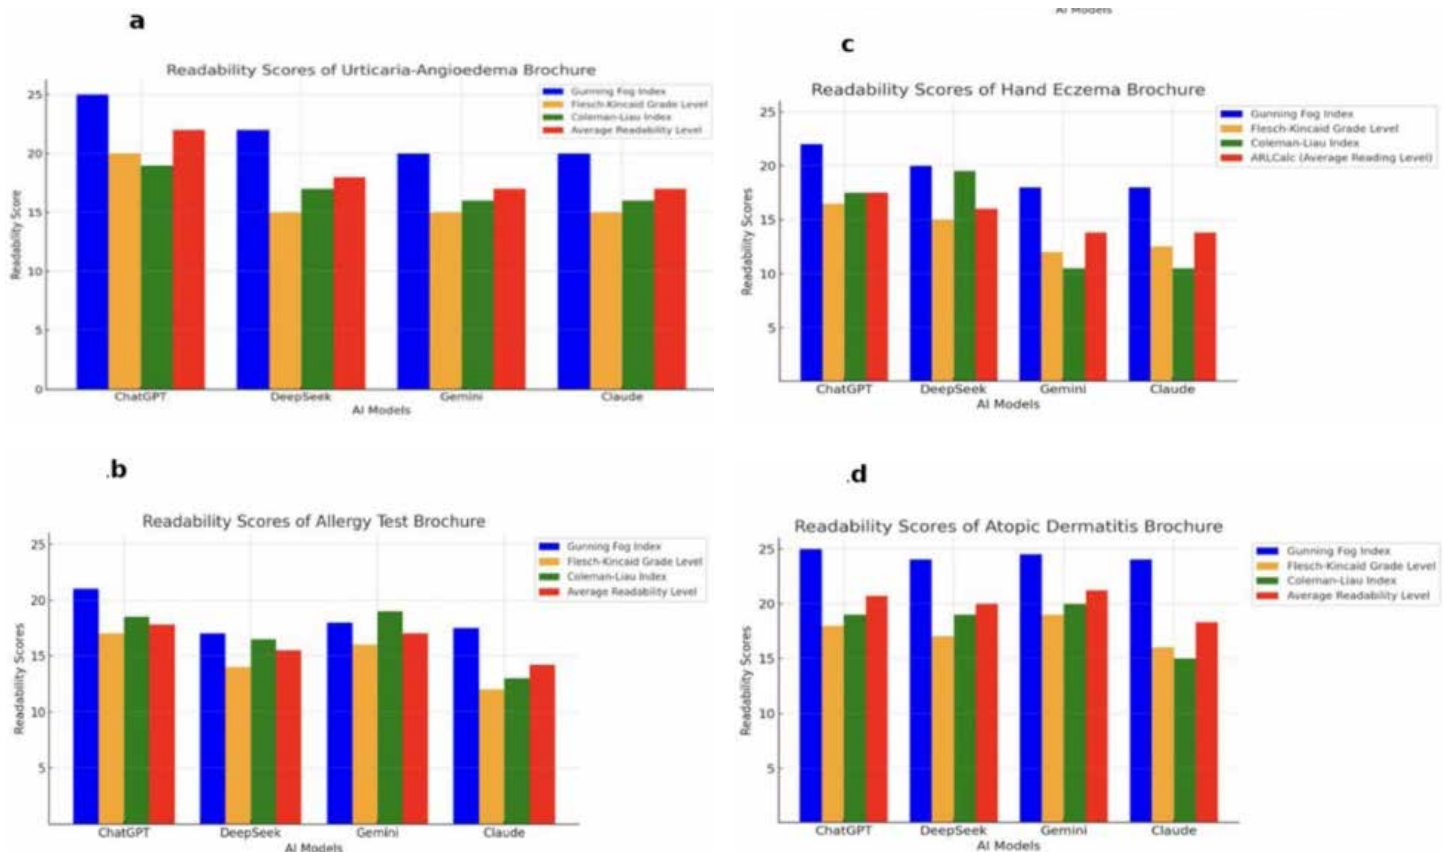 a
Readability Scores of Urticaria-Angioedema Brochure
Gunning Fog Index
Flesch-Kincaid Grade Level
Coleman-Liau Index
Average Readability Level
Readability Score
25
20
15
10
5
0
ChatGPT
DeepSeek
Gemini
Claude
AI Models
.b
Readability Scores of Allergy Test Brochure
Gunning Fog Index
Flesch-Kincaid Grade Level
Coleman-Liau Index
Average Readability Level
Readability Scores
25
20
15
10
5
ChatGPT
DeepSeek
Gemini
Claude
AI Models
AI Models
c
Readability Scores of Hand Eczema Brochure
Gunning Fog Index
Flesch-Kincaid Grade Level
Coleman-Liau Index
ARLCalc (Average Reading Level)
Readability Scores
25
20
15
10
5
ChatGPT
DeepSeek
Gemini
Claude
AI Models
.d
Readability Scores of Atopic Dermatitis Brochure
Gunning Fog Index
Flesch-Kincaid Grade Level
Coleman-Liau Index
Average Readability Level
Readability Scores
25
20
15
10
5
ChatGPT
DeepSeek
Gemini
Claude
AI Models